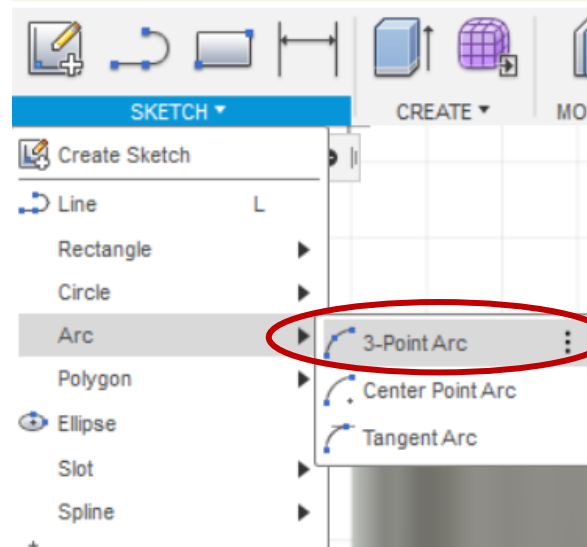 SKETCH CREATE MO
Create Sketch
Line L
Rectangle
Circle
Arc
3-Point Arc
Polygon
Center Point Arc
Ellipse
Tangent Arc
Slot
Spline